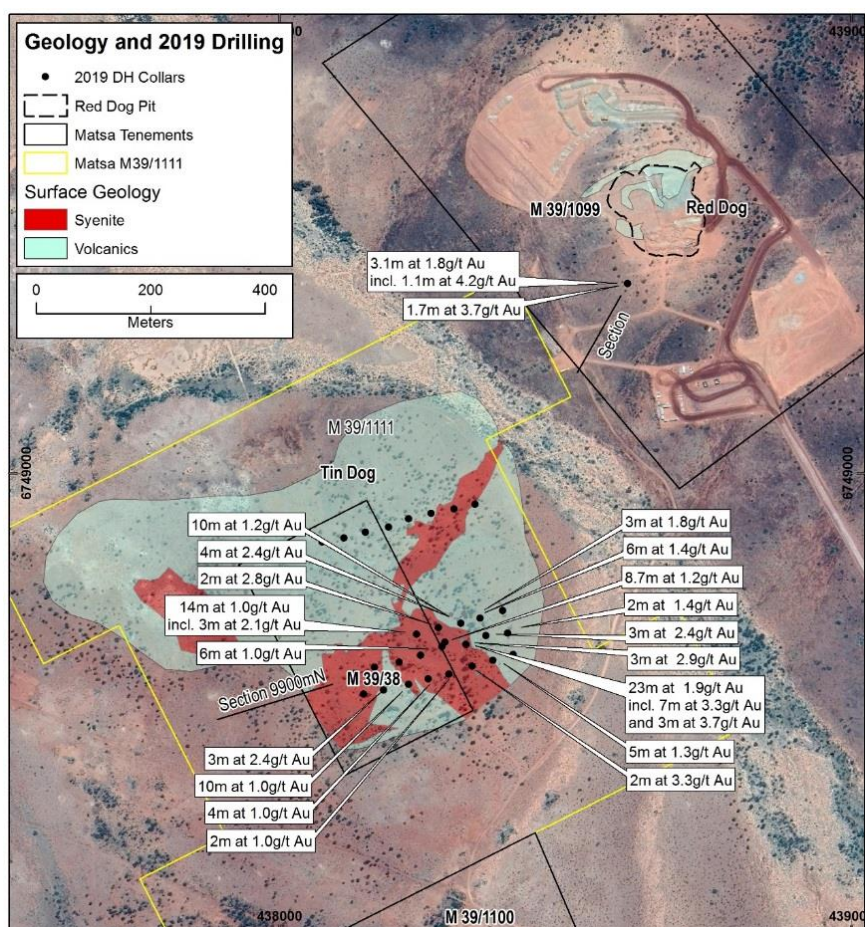 Geology and 2019 Drilling
2019 DH Collars
Red Dog Pit
Matsa Tenements
Matsa M39/1111
Surface Geology
Syenite
Volcanics
0 200 400
Meters
00
43900
M 39/1099
Red Dog
3.1m at 1.8g/t Au
incl. 1.1m at 4.2g/t Au
1.7m at 3.7g/t Au
Section
6749000
6749000
M 39/1111
Tin Dog
10m at 1.2g/t Au
4m at 2.4g/t Au
2m at 2.8g/t Au
14m at 1.0g/t Au
incl. 3m at 2.1g/t Au
6m at 1.0g/t Au
Section 9900mN
M 39/38
3m at 1.8g/t Au
6m at 1.4g/t Au
8.7m at 1.2g/t Au
2m at 1.4g/t Au
3m at 2.4g/t Au
3m at 2.9g/t Au
23m at 1.9g/t Au
incl. 7m at 3.3g/t Au
and 3m at 3.7g/t Au
5m at 1.3g/t Au
2m at 3.3g/t Au
3m at 2.4g/t Au
10m at 1.0g/t Au
4m at 1.0g/t Au
2m at 1.0g/t Au
438000
M 39/1100
43900